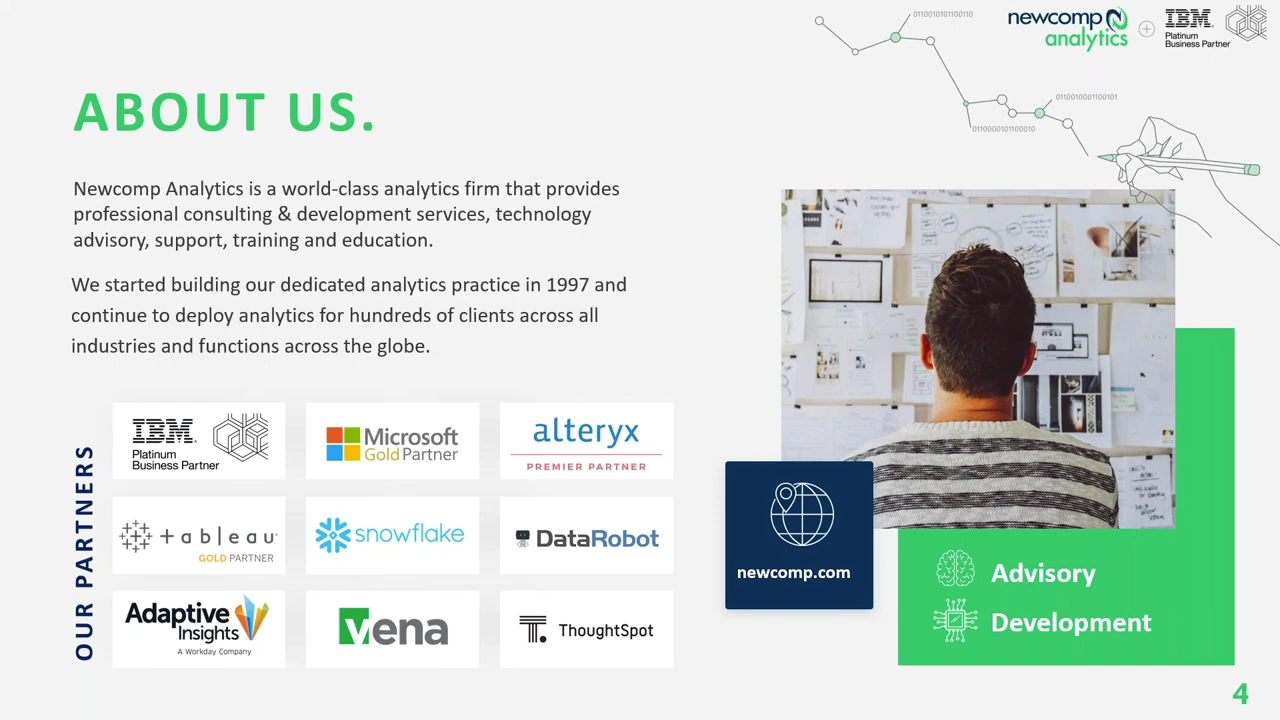 0110010101100110
newcomp
analytics
IBM
Platinum
Business Partner
0110010001100101
0110000101100010
ABOUT US.
Newcomp Analytics is a world-class analytics firm that provides
professional consulting & development services, technology
advisory, support, training and education.
We started building our dedicated analytics practice in 1997 and
continue to deploy analytics for hundreds of clients across all
industries and functions across the globe.
OUR PARTNERS
IBM
Platinum
Business Partner
Microsoft
Gold Partner
alteryx
PREMIER PARTNER
tableau
GOLD PARTNER
snowflake
DataRobot
Adaptive
Insights
A Workday Company
vena
T. ThoughtSpot
newcomp.com
Advisory
Development
4